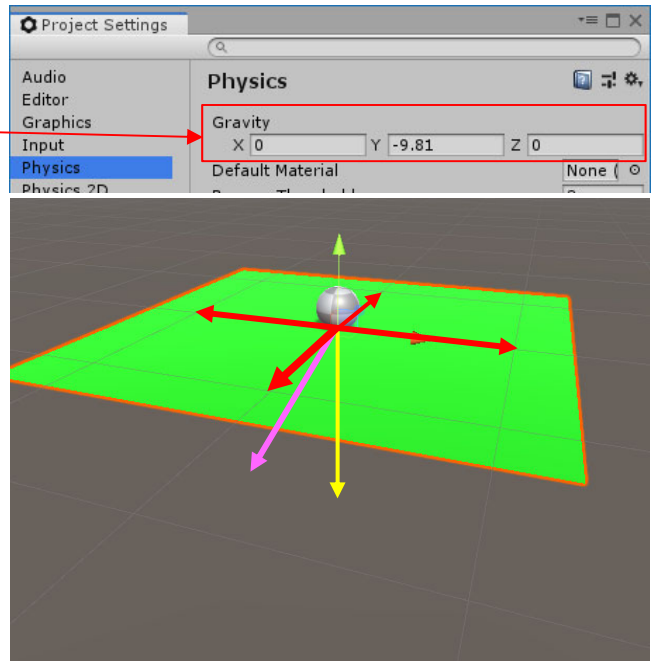 Project Settings
Audio
Editor
Graphics
Input
Physics
Physics 2D
Physics
Gravity
X 0 Y -9.81 Z 0
Default Material None (